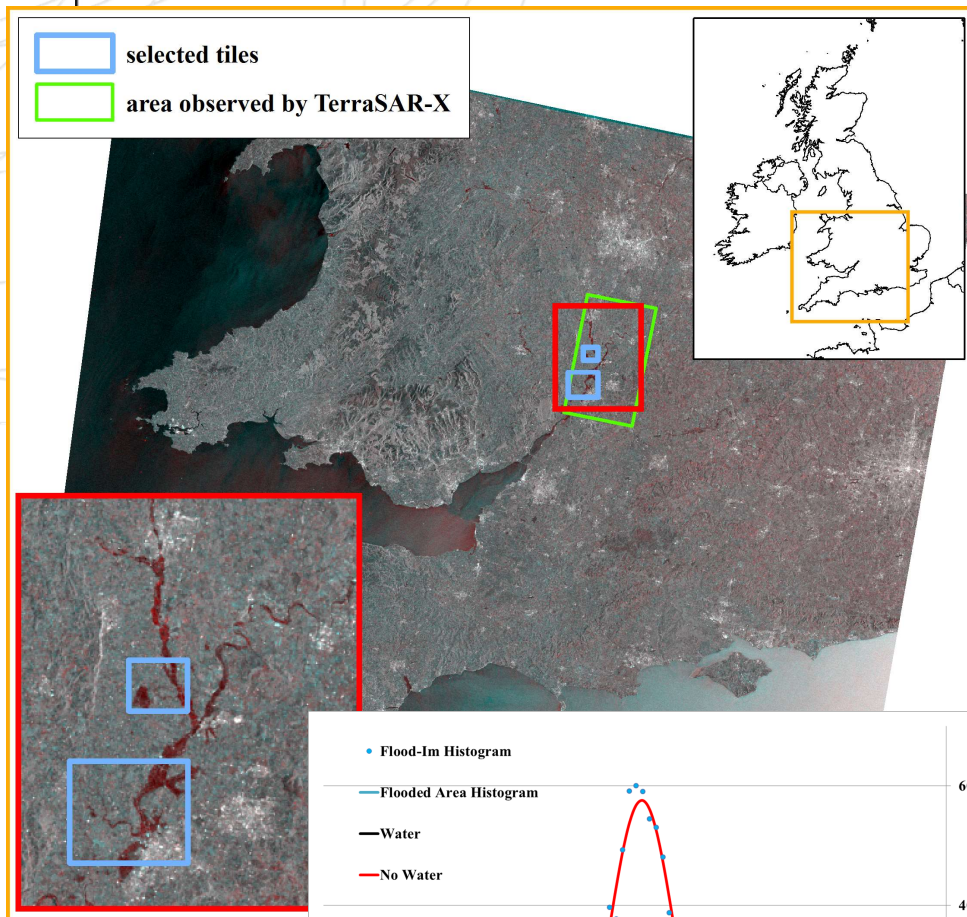 selected tiles
area observed by TerraSAR-X
Flood-Im Histogram
Flooded Area Histogram
Water
No Water